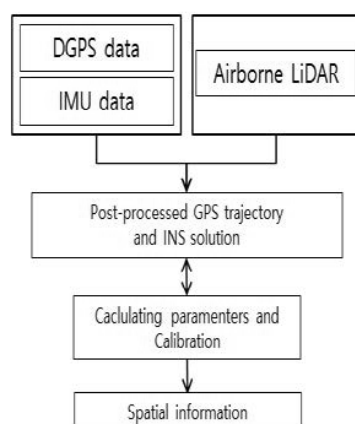 DGPS data
IMU data
Airborne LiDAR
Post-processed GPS trajectory
and INS solution
Caclulating paramenters and
Calibration
Spatial information